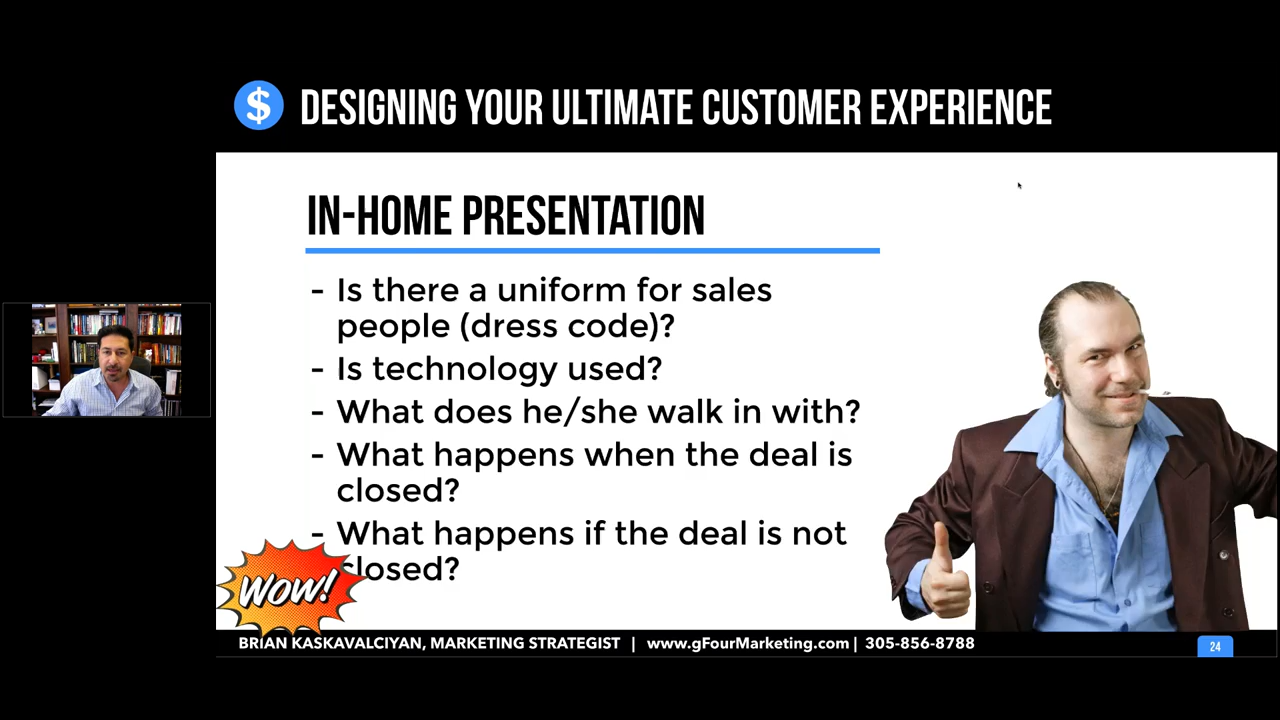 $ DESIGNING YOUR ULTIMATE CUSTOMER EXPERIENCE
IN-HOME PRESENTATION
- Is there a uniform for sales
people (dress code)?
- Is technology used?
- What does he/she walk in with?
- What happens when the deal is
closed?
- What happens if the deal is not
closed?
WOW!
BRIAN KASKAVALCIYAN, MARKETING STRATEGIST | www.gFourMarketing.com | 305-856-8788
24